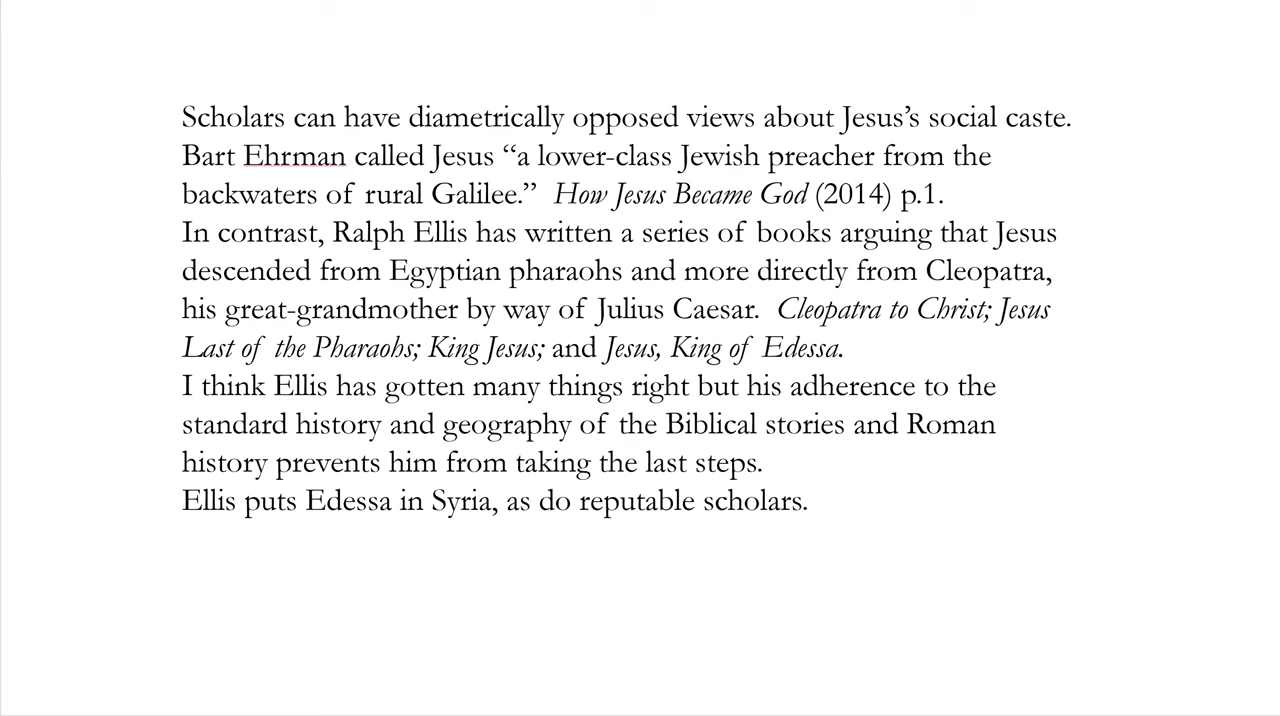 Scholars can have diametrically opposed views about Jesus’s social caste.
Bart Ehrman called Jesus “a lower-class Jewish preacher from the
backwaters of rural Galilee.”  How Jesus Became God (2014) p.1.
In contrast, Ralph Ellis has written a series of books arguing that Jesus
descended from Egyptian pharaohs and more directly from Cleopatra,
his great-grandmother by way of Julius Caesar.  Cleopatra to Christ; Jesus
Last of the Pharaohs; King Jesus; and Jesus, King of Edessa.
I think Ellis has gotten many things right but his adherence to the
standard history and geography of the Biblical stories and Roman
history prevents him from taking the last steps.
Ellis puts Edessa in Syria, as do reputable scholars.